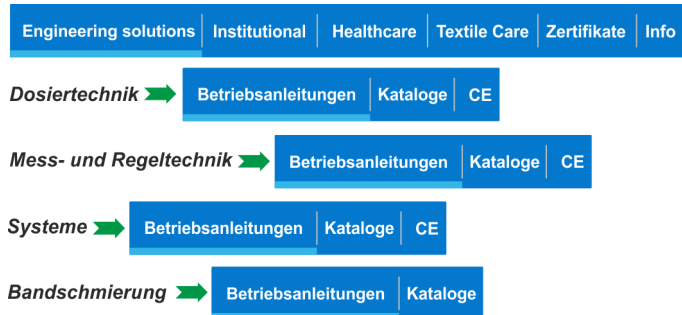 Engineering solutions Institutional Healthcare Textile Care Zertifikate Info
Dosiertechnik Betriebsanleitungen Kataloge CE
Mess- und Regeltechnik Betriebsanleitungen Kataloge CE
Systeme Betriebsanleitungen Kataloge CE
Bandschmierung Betriebsanleitungen Kataloge